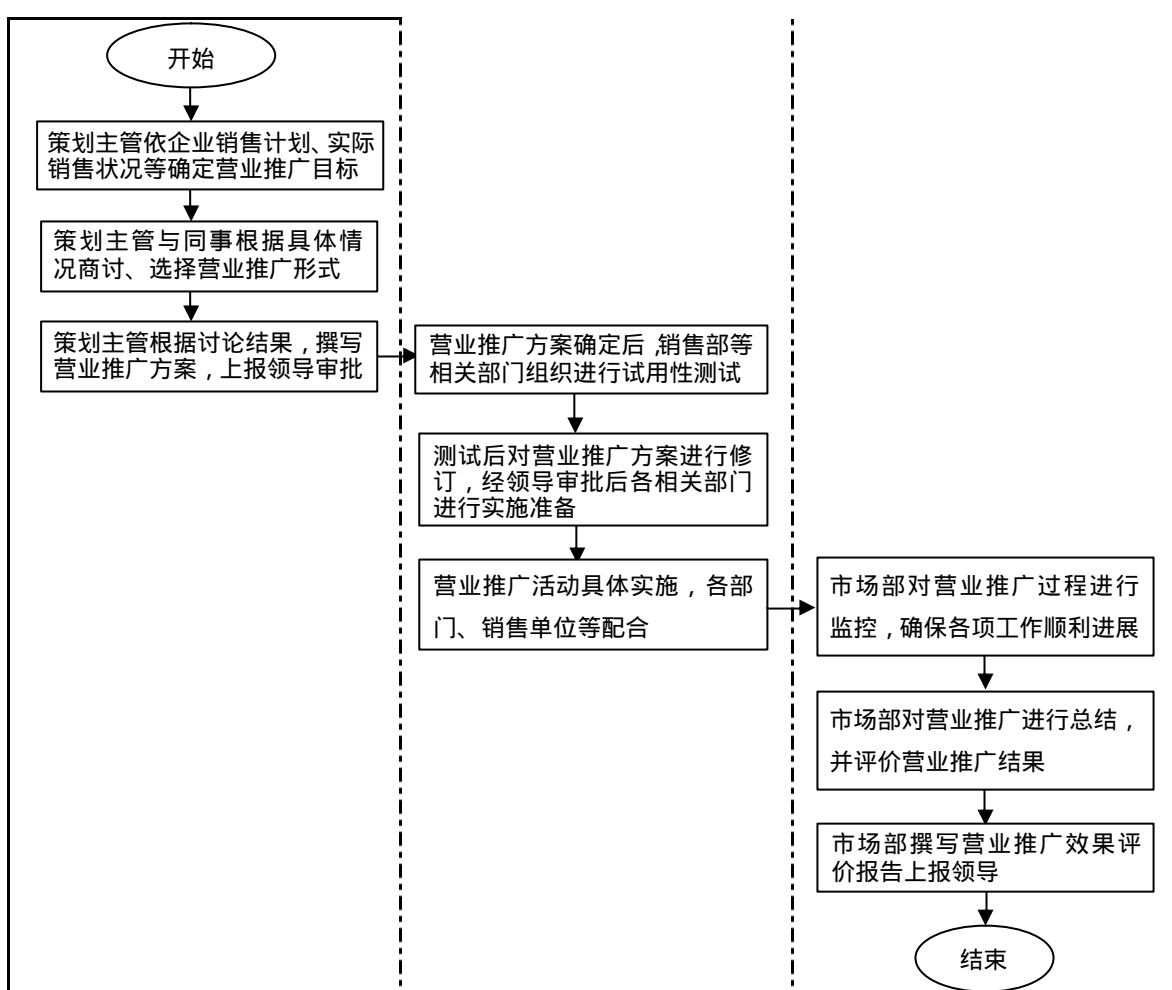 开始
策划主管依企业销售计划、实际
销售状况等确定营业推广目标
策划主管与同事根据具体情
况商讨、选择营业推广形式
策划主管根据讨论结果，撰写
营业推广方案，上报领导审批
营业推广方案确定后，销售部等
相关部门组织进行试用性测试
测试后对营业推广方案进行修
订，经领导审批后各相关部门
进行实施准备
营业推广活动具体实施，各部
门、销售单位等配合
市场部对营业推广过程进行
监控，确保各项工作顺利进展
市场部对营业推广进行总结，
并评价营业推广结果
市场部撰写营业推广效果评
价报告上报领导
结束